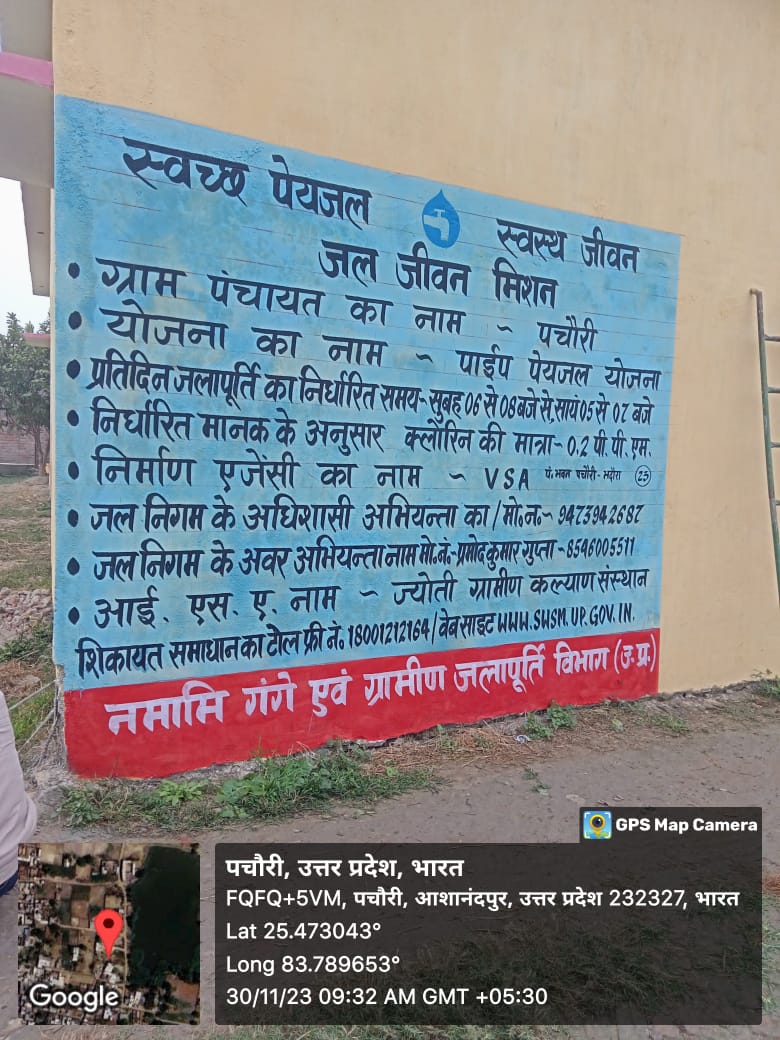 स्वच्छ पेयजल स्वस्थ जीवन
जल जीवन मिशन
• ग्राम पंचायत का नाम ~ पचौरी
• योजना का नाम ~ पाईप पेयजल योजना
• प्रतिदिन जलापूर्ति का निर्धारित समय- सुबह 06 से 08 बजे से, सायं 05 से 07 बजे
• निर्धारित मानक के अनुसार क्लोरिन की मात्रा - 0.2 पी. पी. एम.
• निर्माण एजेंसी का नाम ~ VSA पं. भवन पचौरी - भदौरा (23)
• जल निगम के अधिशासी अभियन्ता का / मो. न. - 9473942687
• जल निगम के अवर अभियन्ता नाम मो. नं. - प्रमोद कुमार गुप्ता - 8546005511
• आई. एस. ए. नाम - ज्योती ग्रामीण कल्याण संस्थान
शिकायत समाधान का टोल फ्री नं. 18001212164 / वेब साइट WWW.SWSM.UP.GOV.IN.
नमामि गंगे एवं ग्रामीण जलापूर्ति विभाग (उ. प्र.)
GPS Map Camera
पचौरी, उत्तर प्रदेश, भारत
FQFQ+5VM, पचौरी, आशानंदपुर, उत्तर प्रदेश 232327, भारत
Lat 25.473043°
Long 83.789653°
30/11/23 09:32 AM GMT +05:30
Google